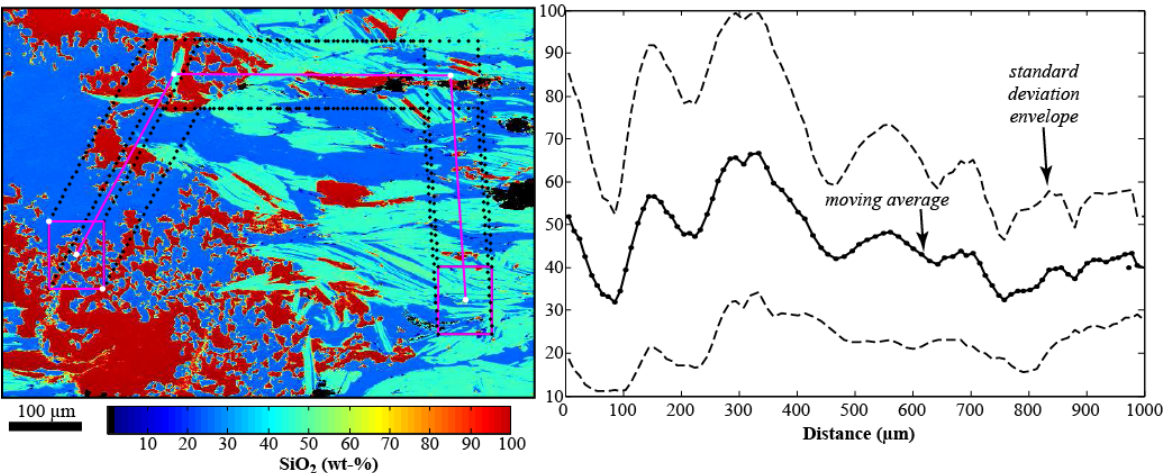 100 μm
10 20 30 40 50 60 70 80 90 100
SiO₂ (wt-%)
100
90
80
70
60
50
40
30
20
10
standard
deviation
envelope
moving average
0 100 200 300 400 500 600 700 800 900 1000
Distance (μm)